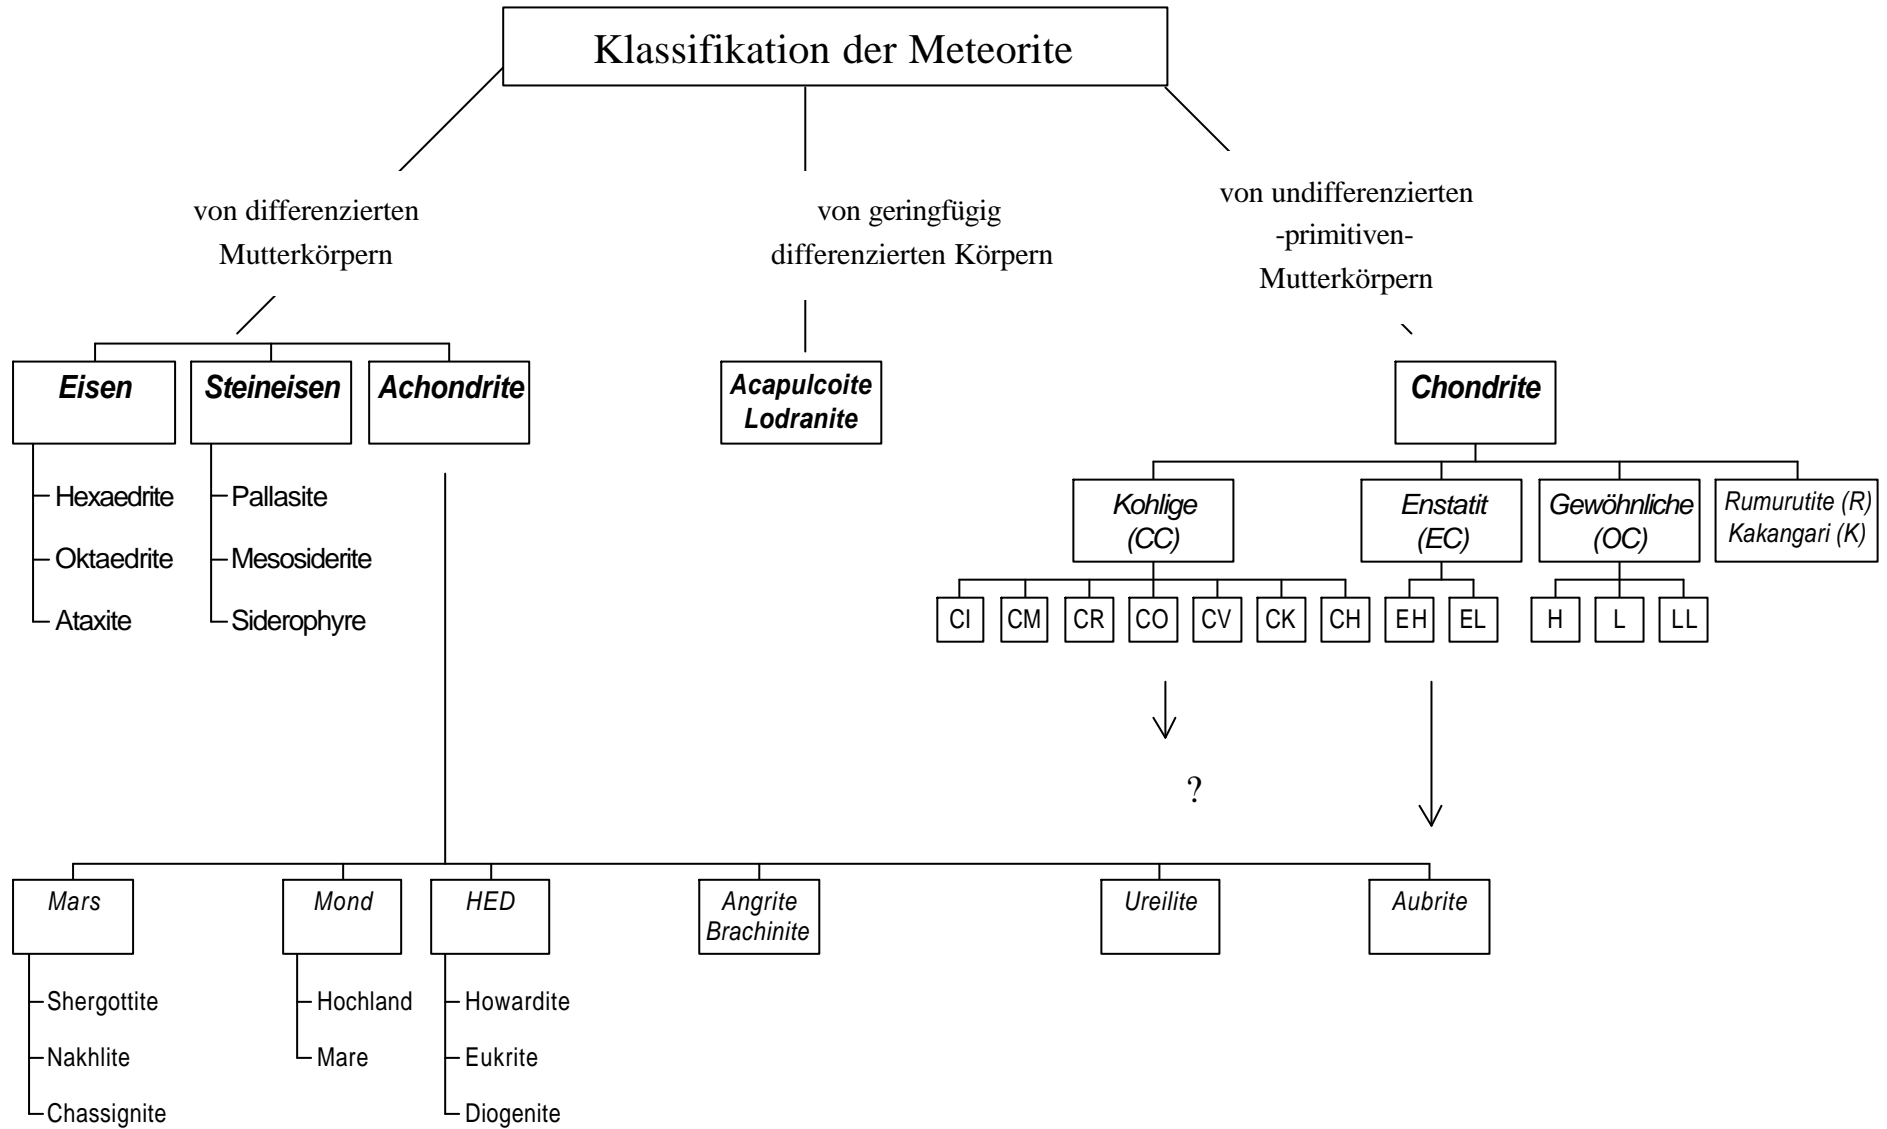 Klassifikation der Meteorite
von differenzierten
Mutterkörpern
von geringfügig
differenzierten Körpern
von undifferenzierten
-primitiven-
Mutterkörpern
Eisen
Steineisen
Achondrite
Acapulcoite
Lodranite
Chondrite
Hexaedrite
Oktaedrite
Ataxite
Pallasite
Mesosiderite
Siderophyre
Kohlige
(CC)
Enstatit
(EC)
Gewöhnliche
(OC)
Rumurutite (R)
Kakangari (K)
CI
CM
CR
CO
CV
CK
CH
EH
EL
H
L
LL
?
Mars
Mond
HED
Angrite
Brachinite
Ureilite
Aubrite
Shergottite
Nakhlite
Chassignite
Hochland
Mare
Howardite
Eukrite
Diogenite